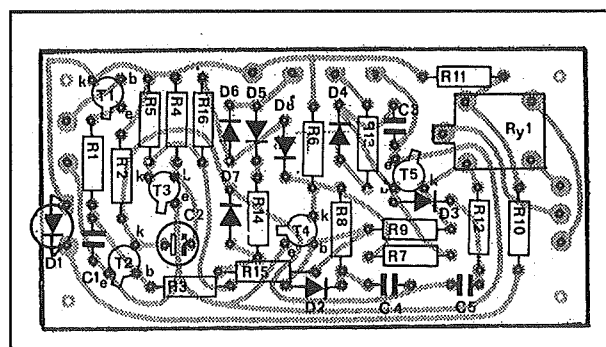 D6 D5 D8 D4 R11
k b T1 e
R5 R4 R16 R6 R13 C3 Ry1
R1 R2
k T3 e T5 k
D7 C2 R14 k T4 e b R8 R9 D3 R12 R10
D1 C1 T2 k e b R3 R15 R7
D2 C4 C5